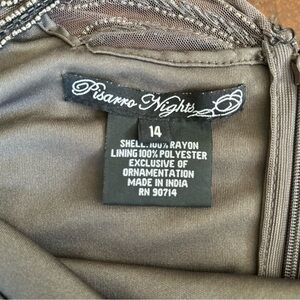 Pisarro Nights
14
SHELL:100% RAYON
LINING 100% POLYESTER
EXCLUSIVE OF
ORNAMENTATION
MADE IN INDIA
RN 90714